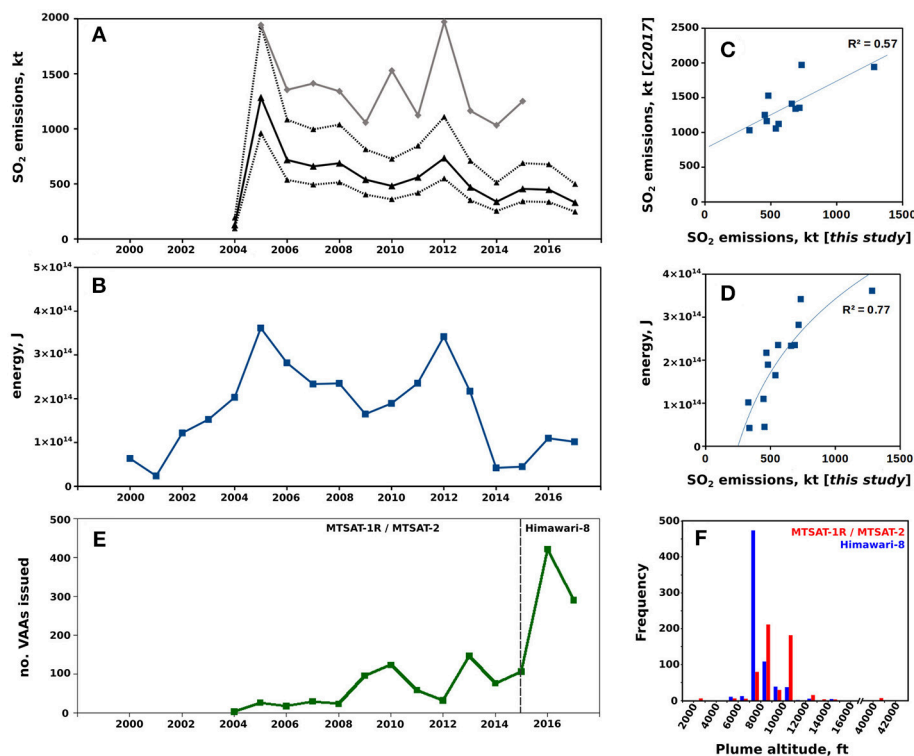 A
SO₂ emissions, kt
2000
1500
1000
500
0
2000 2002 2004 2006 2008 2010 2012 2014 2016
C
R² = 0.57
SO₂ emissions, kt [C2017]
2500
2000
1500
1000
500
0
0 500 1000 1500
SO₂ emissions, kt [this study]
B
energy, J
5×10¹⁴
4×10¹⁴
3×10¹⁴
2×10¹⁴
1×10¹⁴
0
2000 2002 2004 2006 2008 2010 2012 2014 2016
D
R² = 0.77
energy, J
4×10¹⁴
3×10¹⁴
2×10¹⁴
1×10¹⁴
0
0 500 1000 1500
SO₂ emissions, kt [this study]
E
MTSAT-1R / MTSAT-2
Himawari-8
no. VAAs issued
500
400
300
200
100
0
2000 2002 2004 2006 2008 2010 2012 2014 2016
F
MTSAT-1R / MTSAT-2
Himawari-8
Frequency
500
400
300
200
100
0
2000 4000 6000 8000 10000 12000 14000 16000 40000 42000
Plume altitude, ft